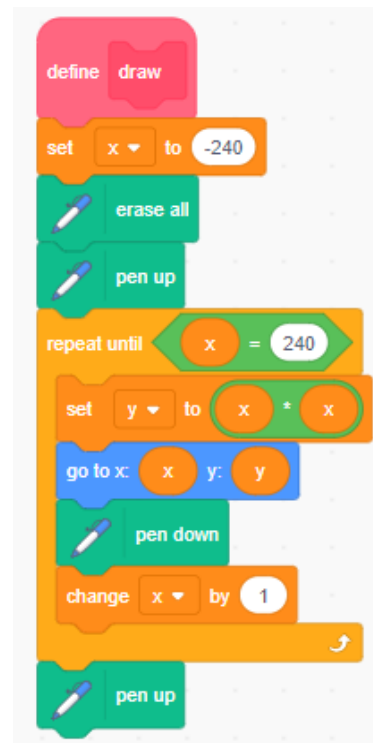 define draw
set x to -240
erase all
pen up
repeat until x = 240
set y to x * x
go to x: x y: y
pen down
change x by 1
pen up